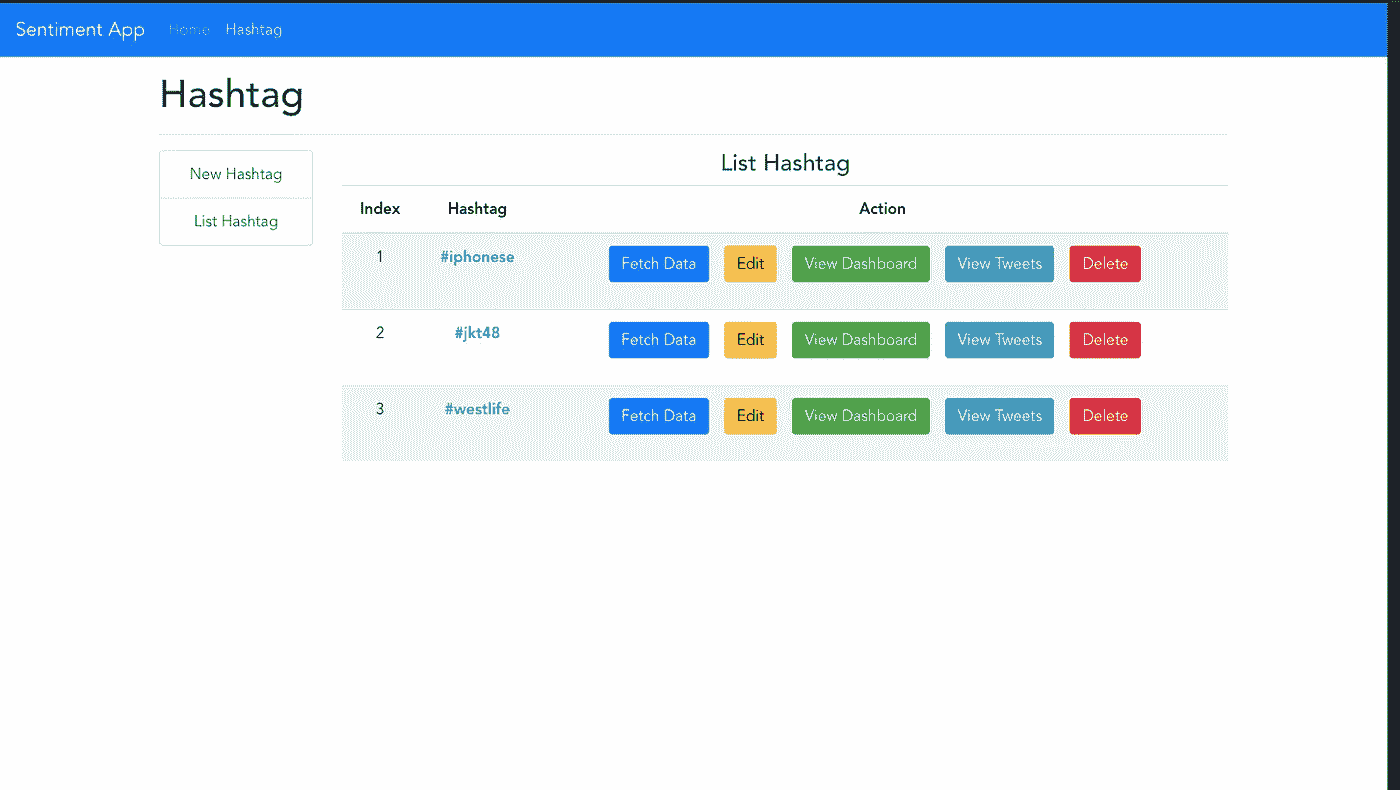 Sentiment App Home Hashtag
Hashtag
New Hashtag
List Hashtag
List Hashtag
Index Hashtag Action
1 #iphonese Fetch Data Edit View Dashboard View Tweets Delete
2 #jkt48 Fetch Data Edit View Dashboard View Tweets Delete
3 #westlife Fetch Data Edit View Dashboard View Tweets Delete